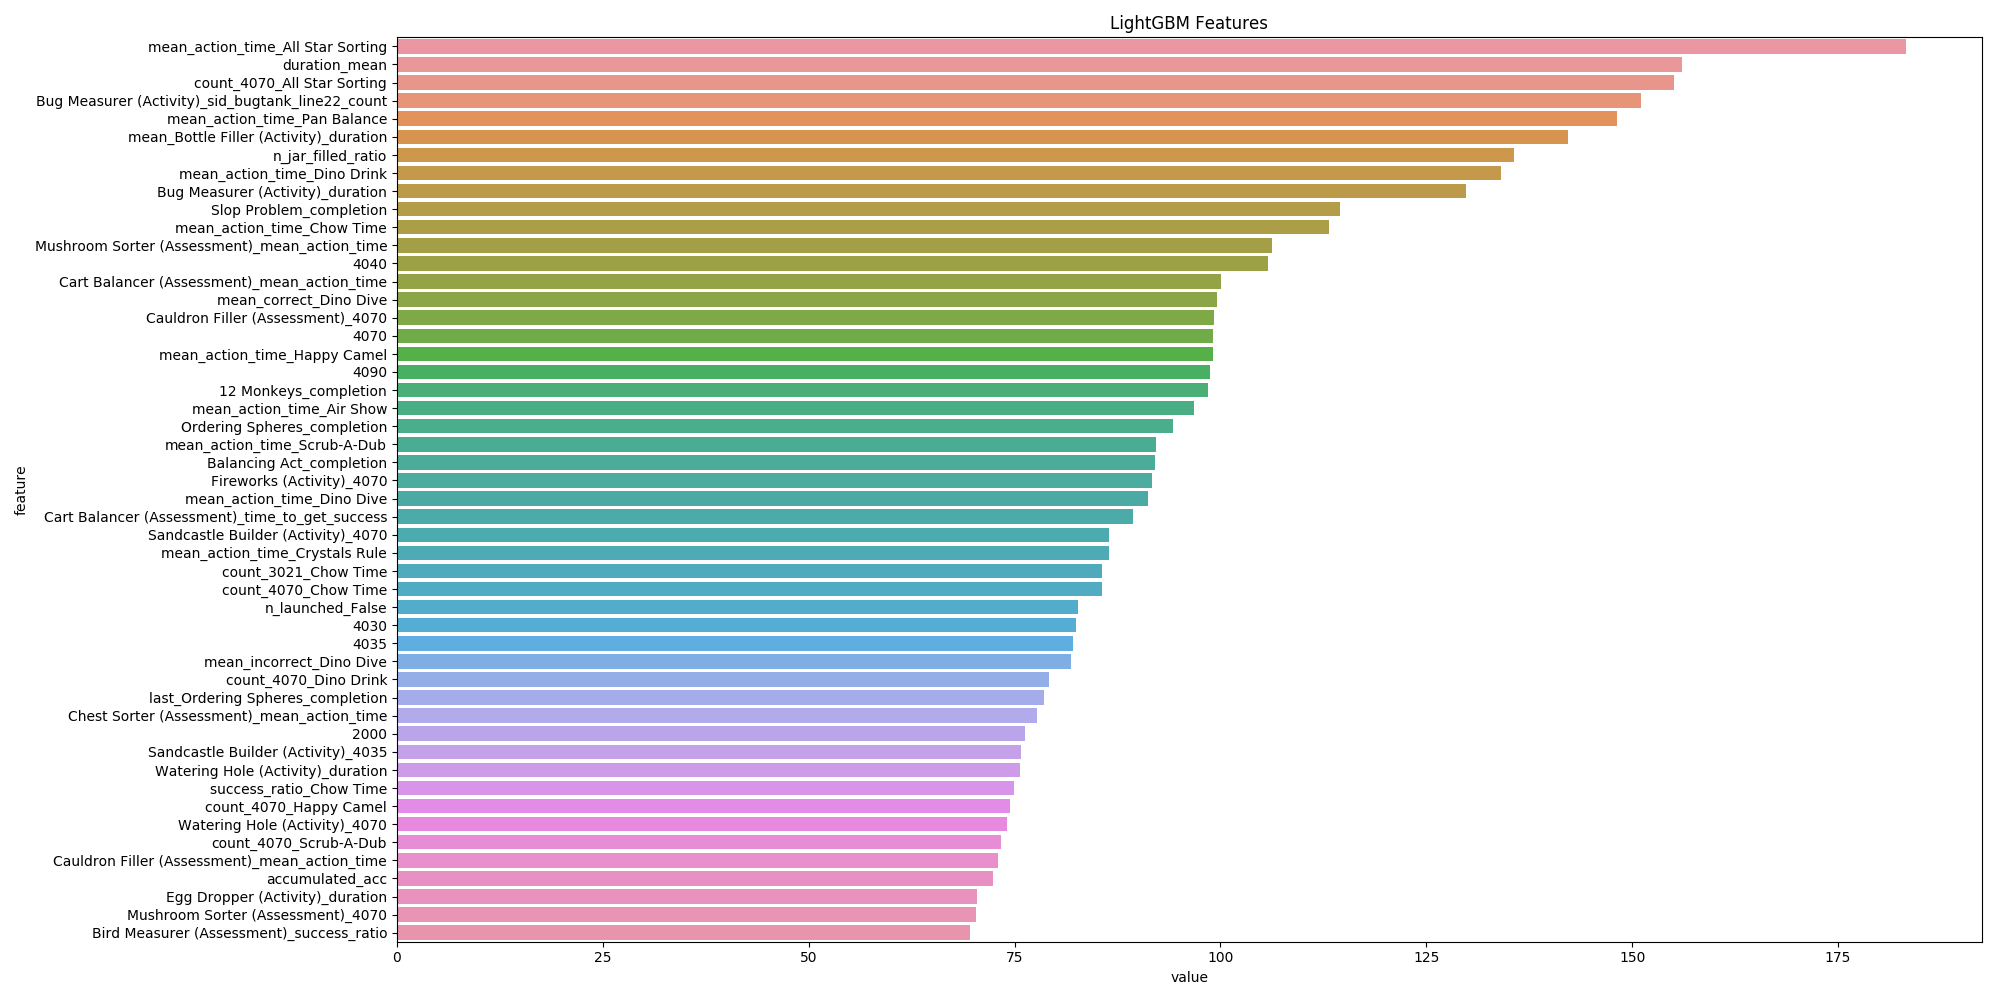 LightGBM Features
mean_action_time_All Star Sorting
duration_mean
count_4070_All Star Sorting
Bug Measurer (Activity)_sid_bugtank_line22_count
mean_action_time_Pan Balance
mean_Bottle Filler (Activity)_duration
n_jar_filled_ratio
mean_action_time_Dino Drink
Bug Measurer (Activity)_duration
Slop Problem_completion
mean_action_time_Chow Time
Mushroom Sorter (Assessment)_mean_action_time
4040
Cart Balancer (Assessment)_mean_action_time
mean_correct_Dino Dive
Cauldron Filler (Assessment)_4070
4070
mean_action_time_Happy Camel
4090
12 Monkeys_completion
mean_action_time_Air Show
Ordering Spheres_completion
mean_action_time_Scrub-A-Dub
Balancing Act_completion
Fireworks (Activity)_4070
mean_action_time_Dino Dive
Cart Balancer (Assessment)_time_to_get_success
Sandcastle Builder (Activity)_4070
mean_action_time_Crystals Rule
count_3021_Chow Time
count_4070_Chow Time
n_launched_False
4030
4035
mean_incorrect_Dino Dive
count_4070_Dino Drink
last_Ordering Spheres_completion
Chest Sorter (Assessment)_mean_action_time
2000
Sandcastle Builder (Activity)_4035
Watering Hole (Activity)_duration
success_ratio_Chow Time
count_4070_Happy Camel
Watering Hole (Activity)_4070
count_4070_Scrub-A-Dub
Cauldron Filler (Assessment)_mean_action_time
accumulated_acc
Egg Dropper (Activity)_duration
Mushroom Sorter (Assessment)_4070
Bird Measurer (Assessment)_success_ratio
feature
0 25 50 75 100 125 150 175
value